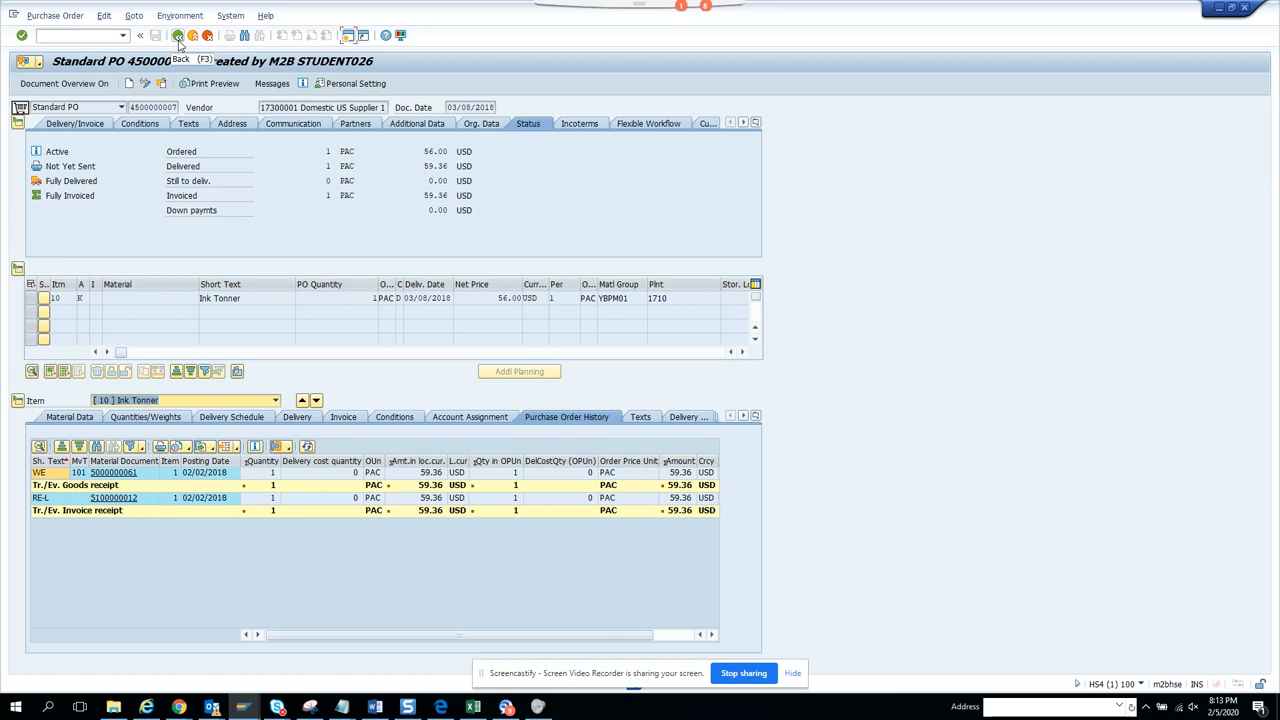 Purchase Order Edit Goto Environment System Help
1 8
Back (F3)
Standard PO 450000 reated by M2B STUDENT026
Document Overview On Print Preview Messages Personal Setting
Standard PO 4500000007 Vendor 17300001 Domestic US Supplier 1 Doc. Date 03/08/2018
Delivery/Invoice Conditions Texts Address Communication Partners Additional Data Org. Data Status Incoterms Flexible Workflow Cu...
Active Ordered 1 PAC 56.00 USD
Not Yet Sent Delivered 1 PAC 59.36 USD
Fully Delivered Still to deliv. 0 PAC 0.00 USD
Fully Invoiced Invoiced 1 PAC 59.36 USD
Down paymts 0.00 USD
S.. Itm A I Material Short Text PO Quantity O... C Deliv. Date Net Price Curr... Per O... Matl Group Plnt Stor. Lo
10 K Ink Tonner 1 PAC D 03/08/2018 56.00 USD 1 PAC YBPM01 1710
Addl Planning
Item [ 10 ] Ink Tonner
Material Data Quantities/Weights Delivery Schedule Delivery Invoice Conditions Account Assignment Purchase Order History Texts Delivery ...
Sh. Text MvT Material Document Item Posting Date Quantity Delivery cost quantity OUn Amt.in loc.cur. L.cur Qty in OPUn DelCostQty (OPUn) Order Price Unit Amount Crcy
WE 101 5000000061 1 02/02/2018 1 0 PAC 59.36 USD 1 0 PAC 59.36 USD
Tr./Ev. Goods receipt 1 PAC 59.36 USD 1 PAC 59.36 USD
RE-L 5100000012 1 02/02/2018 1 0 PAC 59.36 USD 1 0 PAC 59.36 USD
Tr./Ev. Invoice receipt 1 PAC 59.36 USD 1 PAC 59.36 USD
Screencastify - Screen Video Recorder is sharing your screen. Stop sharing Hide
HS4 (1) 100 m2bhse INS
Address 8:13 PM
2/5/2020